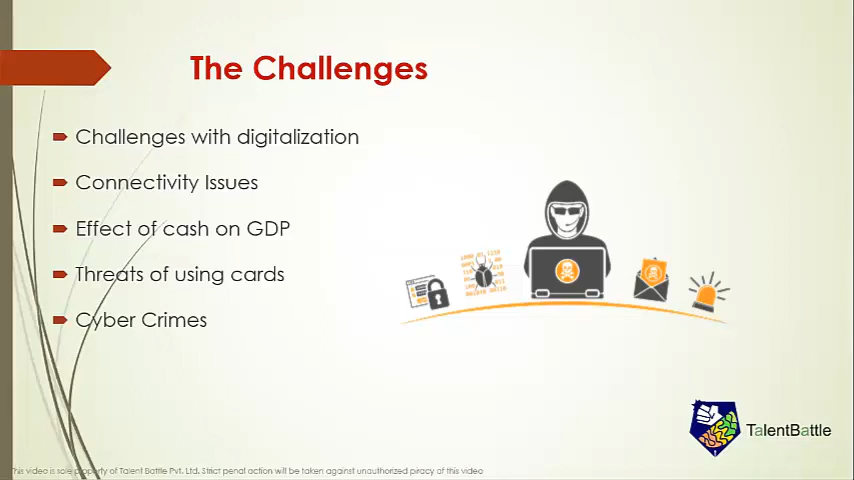 The Challenges
Challenges with digitalization
Connectivity Issues
Effect of cash on GDP
Threats of using cards
Cyber Crimes
TalentBattle
This video is sole property of Talent Battle Pvt. Ltd. Strict penal action will be taken against unauthorized piracy of this video